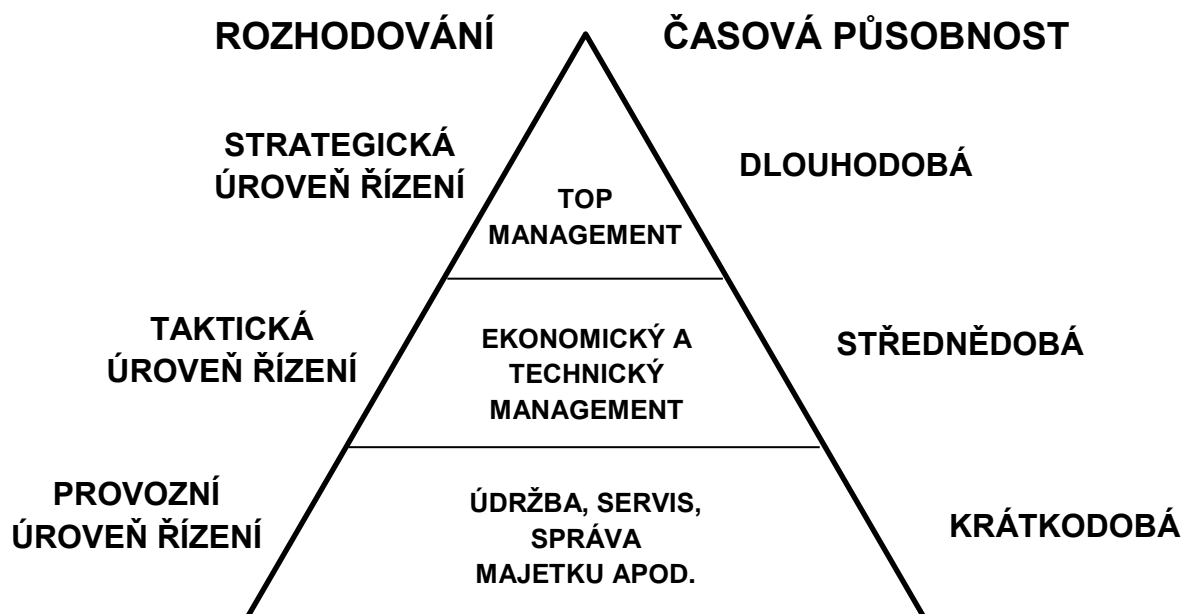 ROZHODOVÁNÍ
ČASOVÁ PŮSOBNOST
STRATEGICKÁ
ÚROVEŇ ŘÍZENÍ
TOP
MANAGEMENT
DLOUHODOBÁ
TAKTICKÁ
ÚROVEŇ ŘÍZENÍ
EKONOMICKÝ A
TECHNICKÝ
MANAGEMENT
STŘEDNĚDOBÁ
PROVOZNÍ
ÚROVEŇ ŘÍZENÍ
ÚDRŽBA, SERVIS,
SPRÁVA
MAJETKU APOD.
KRÁTKODOBÁ